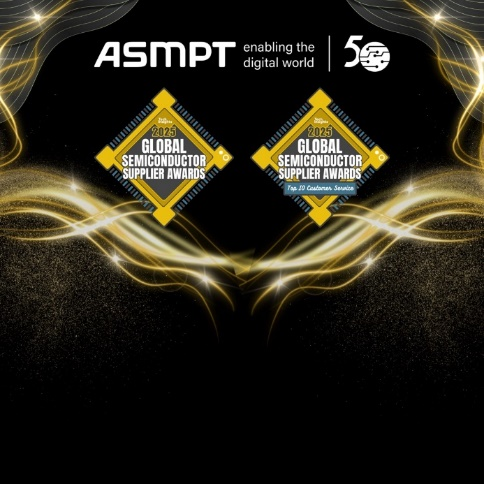 ASMPT
enabling the
digital world
50
2025
GLOBAL
SEMICONDUCTOR
SUPPLIER AWARDS
2025
GLOBAL
SEMICONDUCTOR
SUPPLIER AWARDS
Top 10 Customer Service